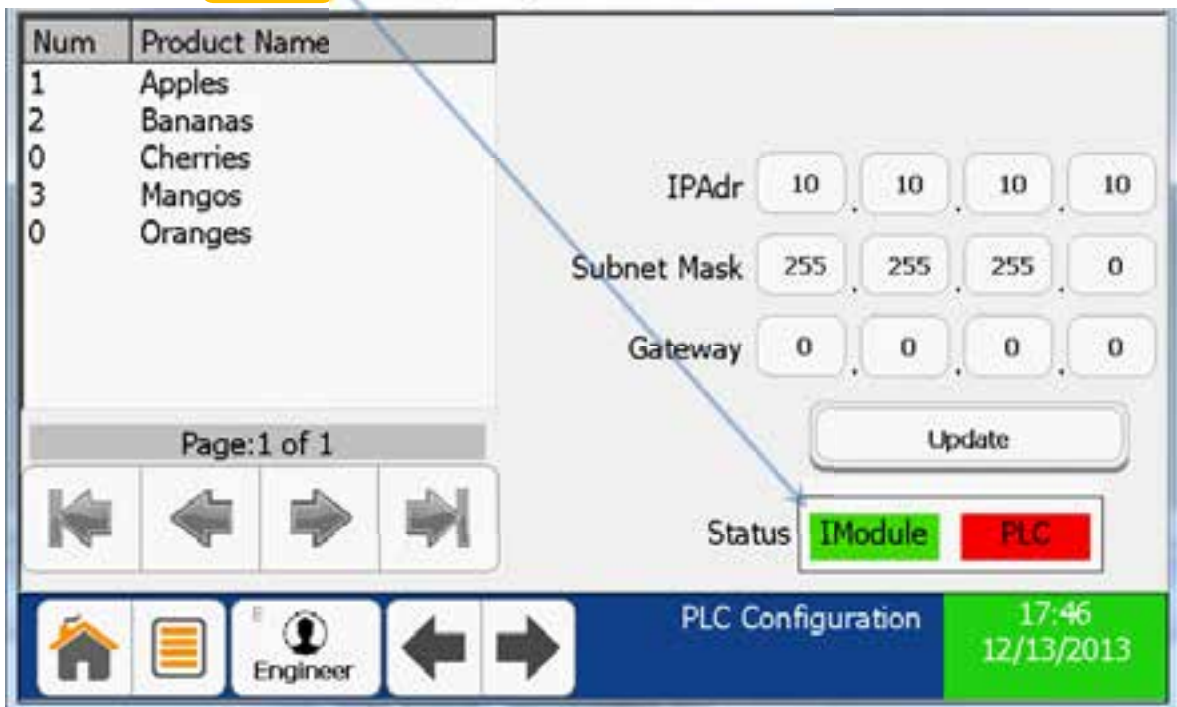 Num Product Name
1 Apples
2 Bananas
0 Cherries
3 Mangos
0 Oranges
Page:1 of 1
IPAdr 10 . 10 . 10 . 10
Subnet Mask 255 . 255 . 255 . 0
Gateway 0 . 0 . 0 . 0
Update
Status IModule PLC
E
Engineer
PLC Configuration
17:46
12/13/2013